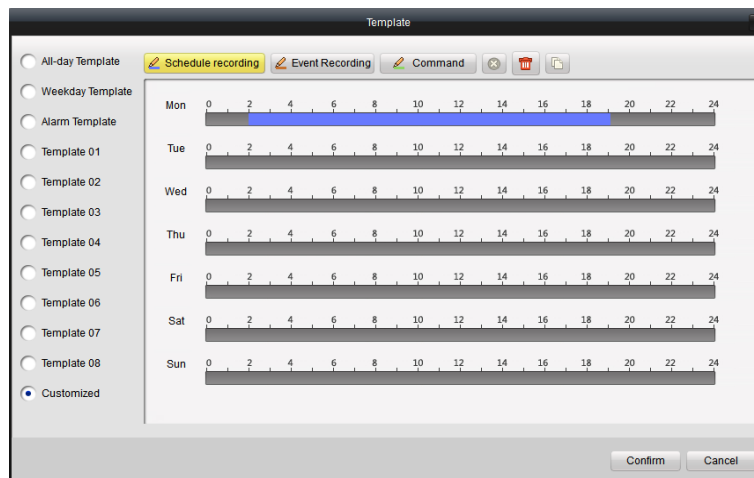 Template
All-day Template
Weekday Template
Alarm Template
Template 01
Template 02
Template 03
Template 04
Template 05
Template 06
Template 07
Template 08
Customized
Schedule recording Event Recording Command
Mon 0 2 4 6 8 10 12 14 16 18 20 22 24
Tue 0 2 4 6 8 10 12 14 16 18 20 22 24
Wed 0 2 4 6 8 10 12 14 16 18 20 22 24
Thu 0 2 4 6 8 10 12 14 16 18 20 22 24
Fri 0 2 4 6 8 10 12 14 16 18 20 22 24
Sat 0 2 4 6 8 10 12 14 16 18 20 22 24
Sun 0 2 4 6 8 10 12 14 16 18 20 22 24
Confirm Cancel